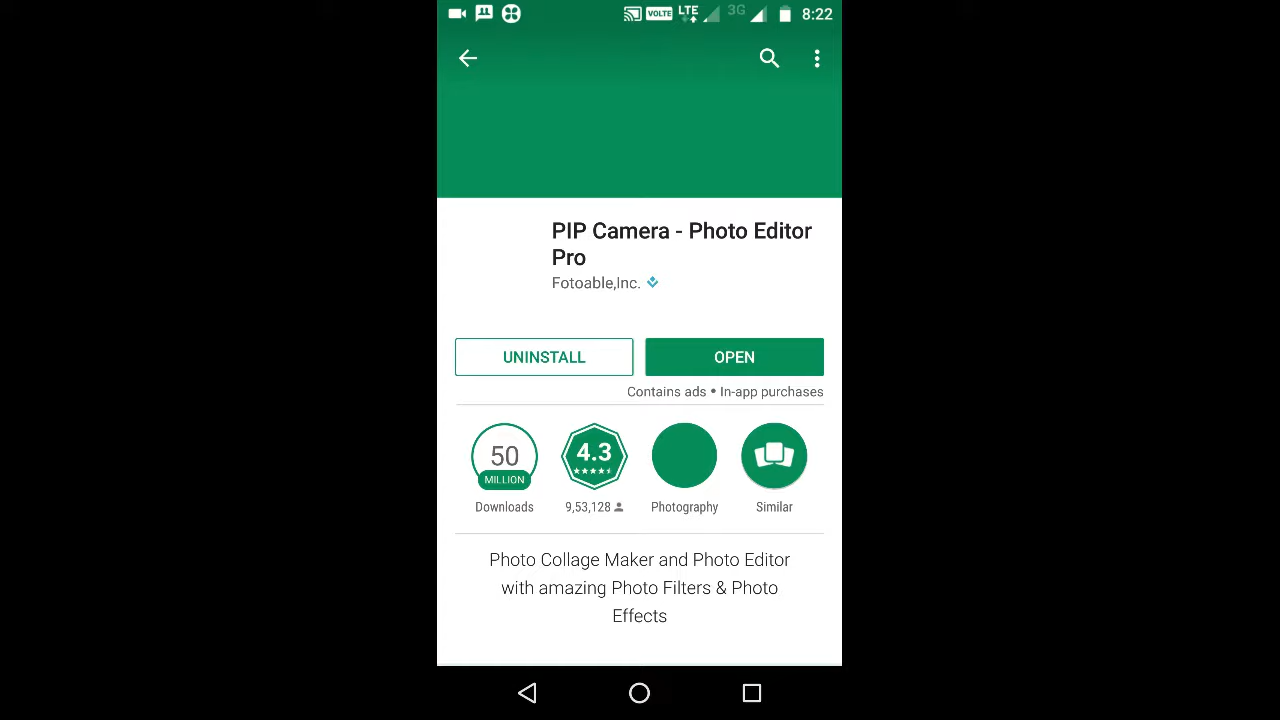 VOLTE LTE 3G 8:22
PIP Camera - Photo Editor
Pro
Fotoable,Inc.
UNINSTALL OPEN
Contains ads • In-app purchases
50 4.3
MILLION
Downloads 9,53,128 Photography Similar
Photo Collage Maker and Photo Editor
with amazing Photo Filters & Photo
Effects